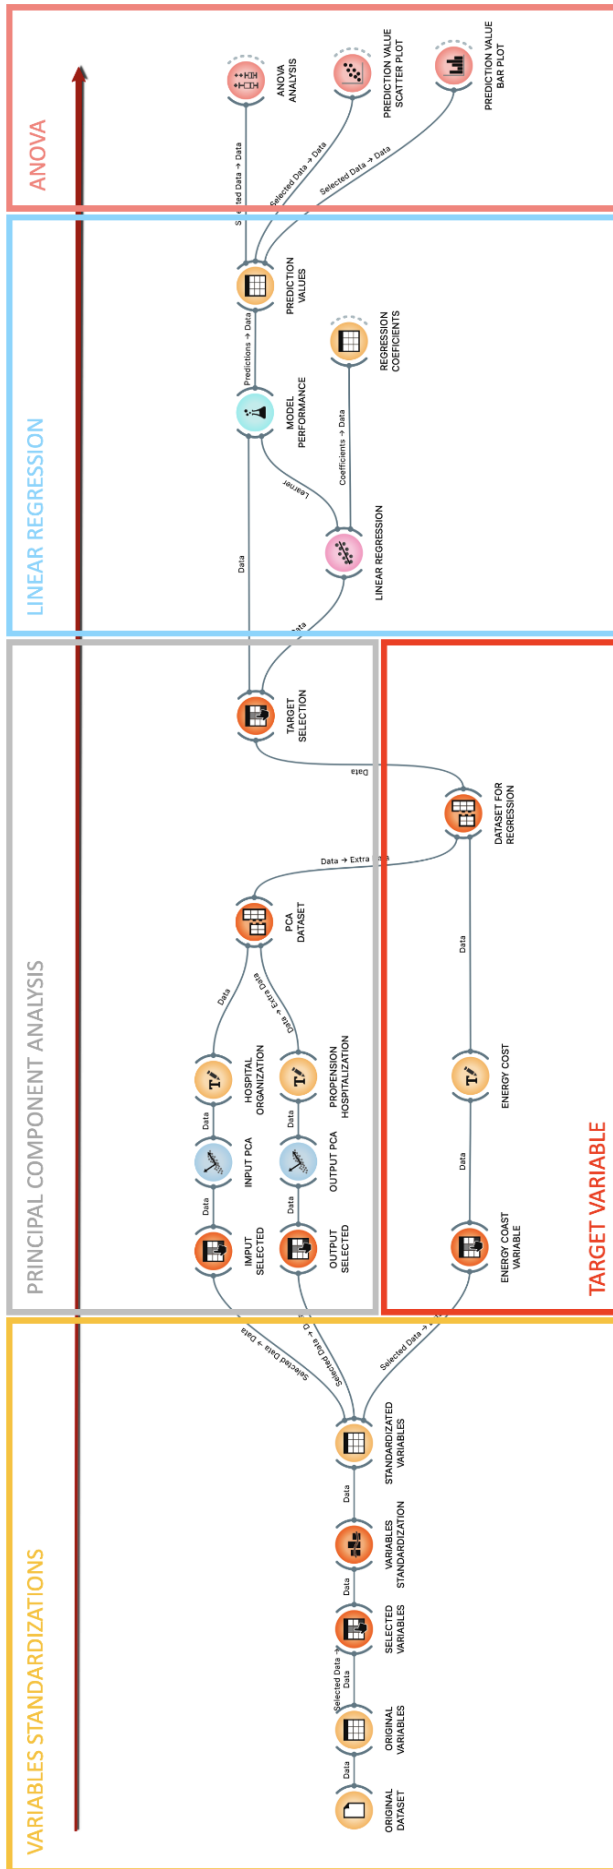 VARIABLES STANDARDIZATIONS
ORIGINAL
DATASET
Data
ORIGINAL
VARIABLES
Selected Data →
Data
SELECTED
VARIABLES
Data
VARIABLES
STANDARDIZATION
Data
STANDARDIZATED
VARIABLES
Selected Data → Data
Selected Data → D
Selected Data →
PRINCIPAL COMPONENT ANALYSIS
IMPUT
SELECTED
Data
INPUT PCA
Data
HOSPITAL
ORGANIZATION
Data
OUTPUT
SELECTED
Data
OUTPUT PCA
Data
PROPENSION
HOSPITALIZATION
Data → Extra Data
PCA
DATASET
Data → Extra
Data
TARGET
SELECTION
TARGET VARIABLE
ENERGY COAST
VARIABLE
Data
ENERGY COST
Data
DATASET FOR
REGRESSION
LINEAR REGRESSION
Data
Data
LINEAR REGRESSION
Learner
Coefficients → Data
MODEL
PERFORMANCE
REGRESSION
COEFICIENTS
Predictions → Data
PREDICTION
VALUES
ANOVA
Selected Data → Data
Selected Data → Data
Selected Data → Data
ANOVA
ANALYSIS
PREDICTION VALUE
SCATTER PLOT
PREDICTION VALUE
BAR PLOT